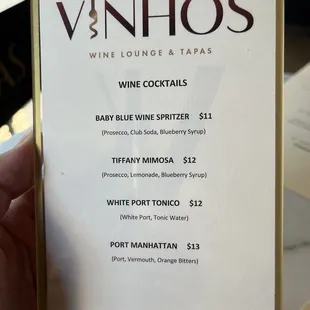 VINHOS
WINE LOUNGE & TAPAS
WINE COCKTAILS
BABY BLUE WINE SPRITZER $11
(Prosecco, Club Soda, Blueberry Syrup)
TIFFANY MIMOSA $12
(Prosecco, Lemonade, Blueberry Syrup)
WHITE PORT TONICO $12
(White Port, Tonic Water)
PORT MANHATTAN $13
(Port, Vermouth, Orange Bitters)